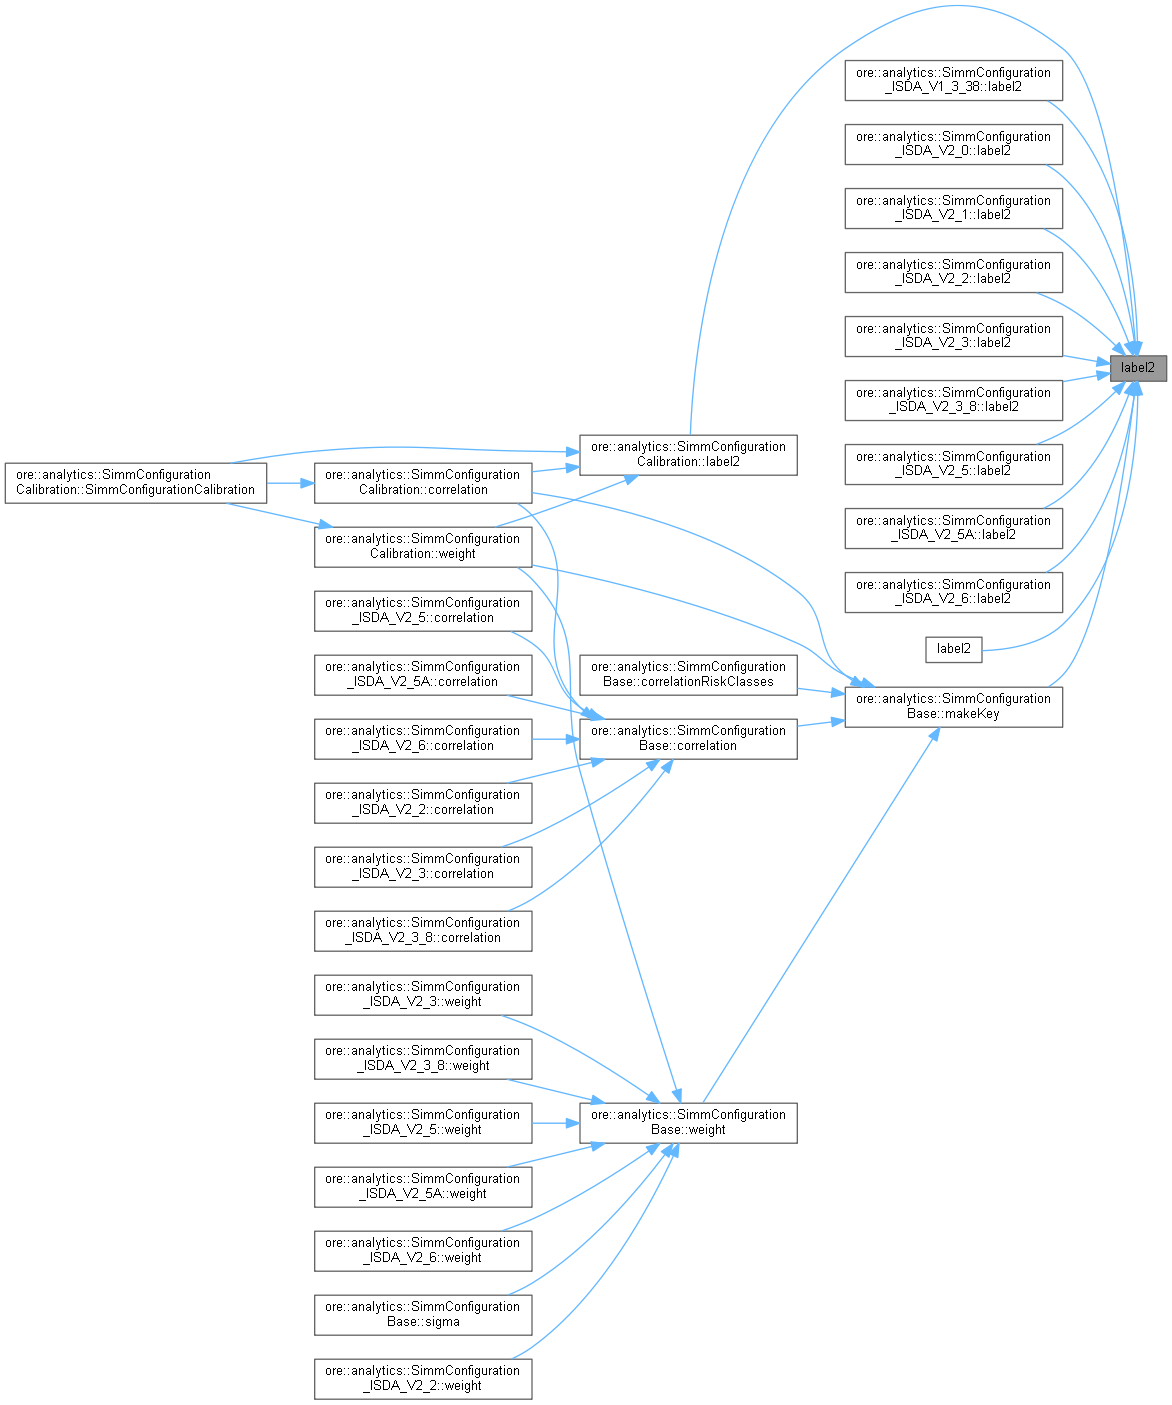 ore::analytics::SimmConfiguration
_ISDA_V1_3_38::label2
ore::analytics::SimmConfiguration
_ISDA_V2_0::label2
ore::analytics::SimmConfiguration
_ISDA_V2_1::label2
ore::analytics::SimmConfiguration
_ISDA_V2_2::label2
ore::analytics::SimmConfiguration
_ISDA_V2_3::label2
label2
ore::analytics::SimmConfiguration
_ISDA_V2_3_8::label2
ore::analytics::SimmConfiguration
Calibration::label2
ore::analytics::SimmConfiguration
_ISDA_V2_5::label2
ore::analytics::SimmConfiguration
Calibration::SimmConfigurationCalibration
ore::analytics::SimmConfiguration
Calibration::correlation
ore::analytics::SimmConfiguration
_ISDA_V2_5A::label2
ore::analytics::SimmConfiguration
Calibration::weight
ore::analytics::SimmConfiguration
_ISDA_V2_6::label2
ore::analytics::SimmConfiguration
_ISDA_V2_5::correlation
label2
ore::analytics::SimmConfiguration
_ISDA_V2_5A::correlation
ore::analytics::SimmConfiguration
Base::correlationRiskClasses
ore::analytics::SimmConfiguration
Base::makeKey
ore::analytics::SimmConfiguration
_ISDA_V2_6::correlation
ore::analytics::SimmConfiguration
Base::correlation
ore::analytics::SimmConfiguration
_ISDA_V2_2::correlation
ore::analytics::SimmConfiguration
_ISDA_V2_3::correlation
ore::analytics::SimmConfiguration
_ISDA_V2_3_8::correlation
ore::analytics::SimmConfiguration
_ISDA_V2_3::weight
ore::analytics::SimmConfiguration
_ISDA_V2_3_8::weight
ore::analytics::SimmConfiguration
_ISDA_V2_5::weight
ore::analytics::SimmConfiguration
Base::weight
ore::analytics::SimmConfiguration
_ISDA_V2_5A::weight
ore::analytics::SimmConfiguration
_ISDA_V2_6::weight
ore::analytics::SimmConfiguration
Base::sigma
ore::analytics::SimmConfiguration
_ISDA_V2_2::weight